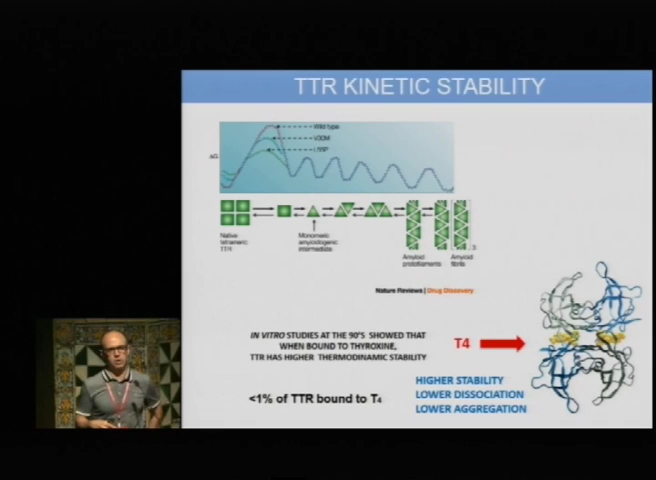 TTR KINETIC STABILITY
Wild type
V30M
L55P
ΔG
Native
tetrameric
TTR
Monomeric
amyloidogenic
intermediate
Amyloid
protofilaments
Amyloid
fibrils
Nature Reviews | Drug Discovery
IN VITRO STUDIES AT THE 90'S SHOWED THAT
WHEN BOUND TO THYROXINE,
TTR HAS HIGHER THERMODINAMIC STABILITY
T4
<1% of TTR bound to T4
HIGHER STABILITY
LOWER DISSOCIATION
LOWER AGGREGATION